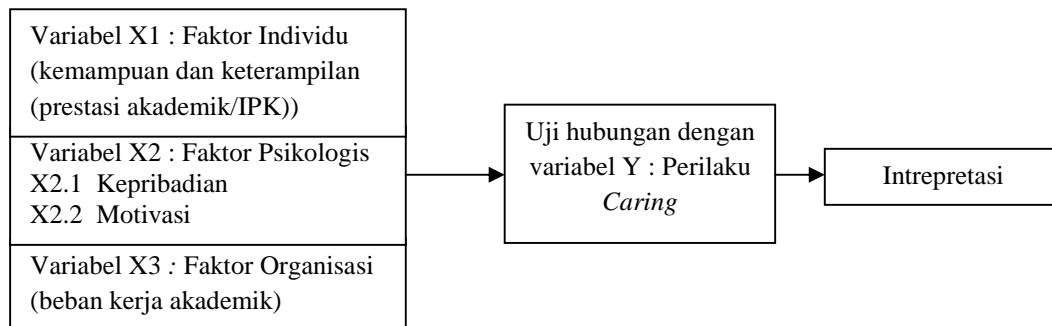 Variabel X1 : Faktor Individu
(kemampuan dan keterampilan
(prestasi akademik/IPK))
Variabel X2 : Faktor Psikologis
X2.1 Kepribadian
X2.2 Motivasi
Variabel X3 : Faktor Organisasi
(beban kerja akademik)
Uji hubungan dengan
variabel Y : Perilaku
Caring
Intrepretasi